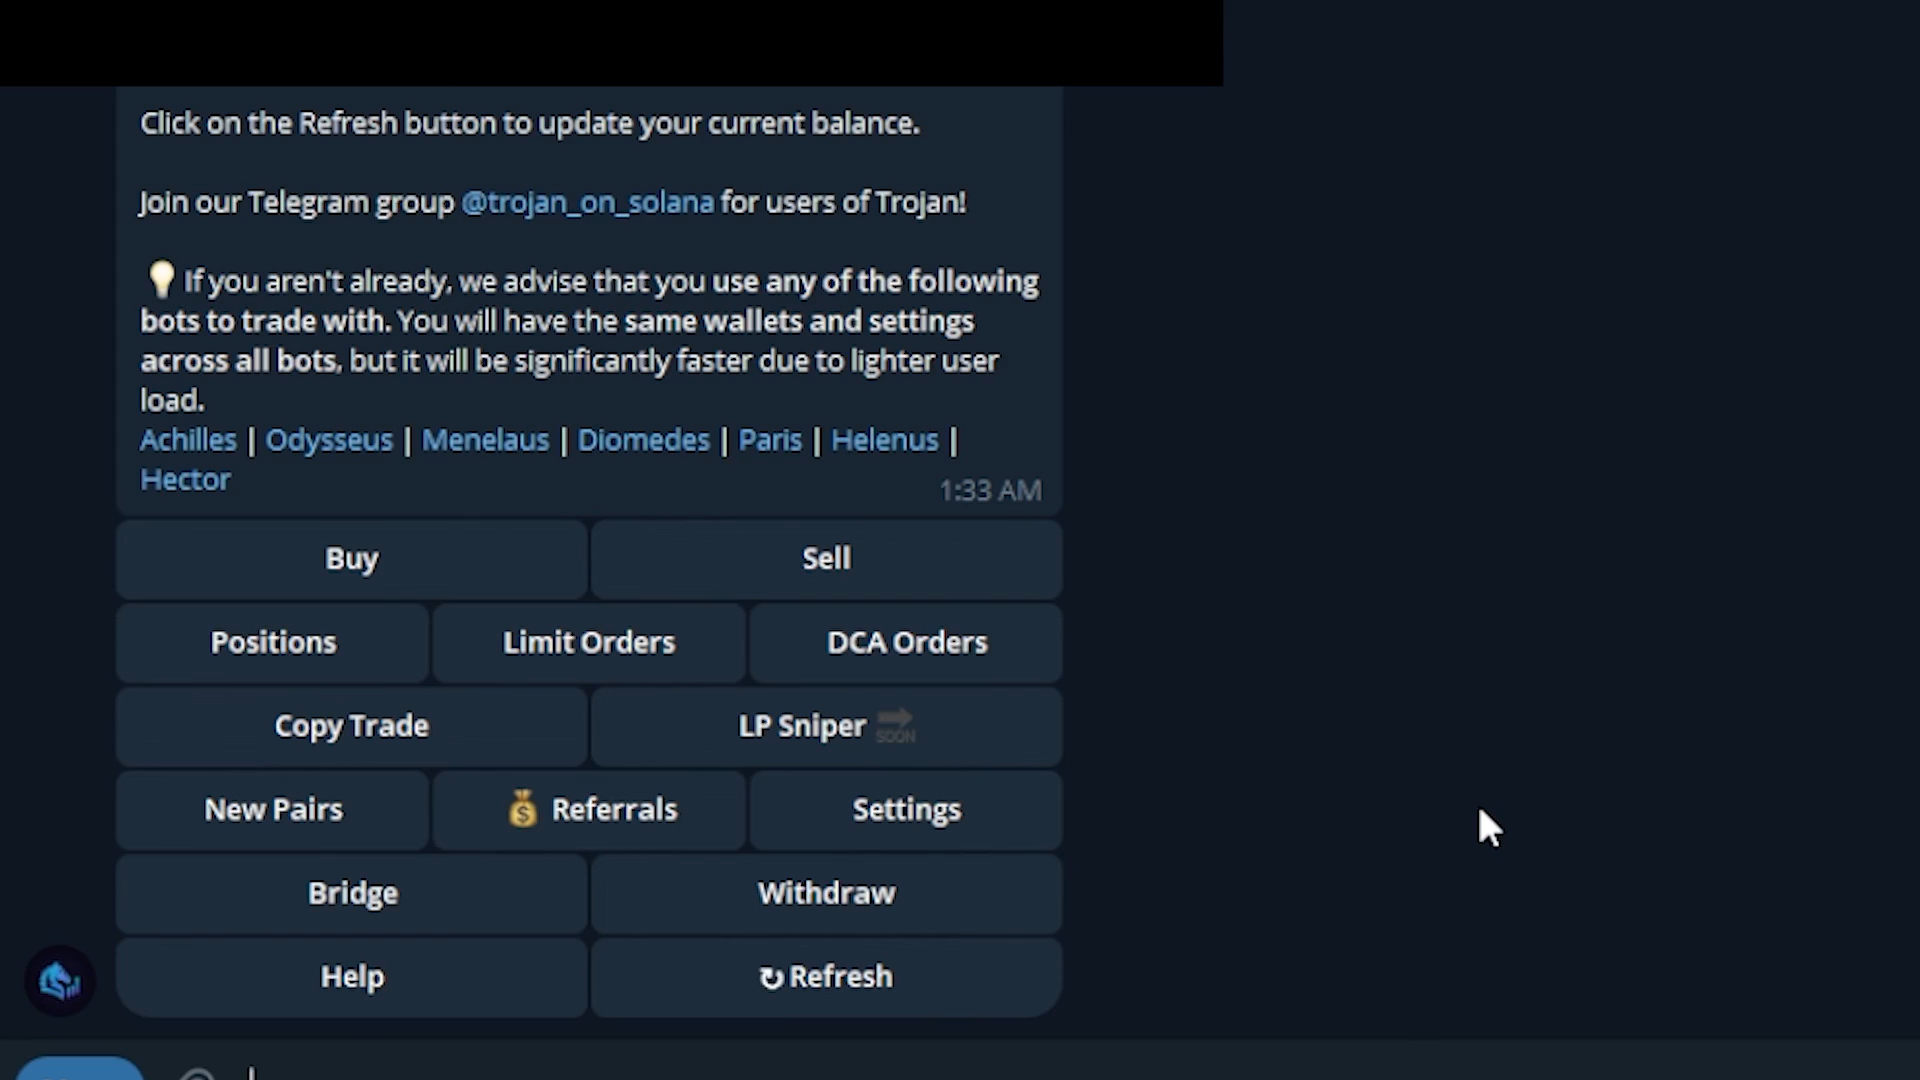 Click on the Refresh button to update your current balance.
Join our Telegram group @trojan_on_solana for users of Trojan!
💡 If you aren't already, we advise that you use any of the following
bots to trade with. You will have the same wallets and settings
across all bots, but it will be significantly faster due to lighter user
load.
Achilles | Odysseus | Menelaus | Diomedes | Paris | Helenus |
Hector
1:33 AM
Buy
Sell
Positions
Limit Orders
DCA Orders
Copy Trade
LP Sniper SOON
New Pairs
💰 Referrals
Settings
Bridge
Withdraw
Help
↻ Refresh